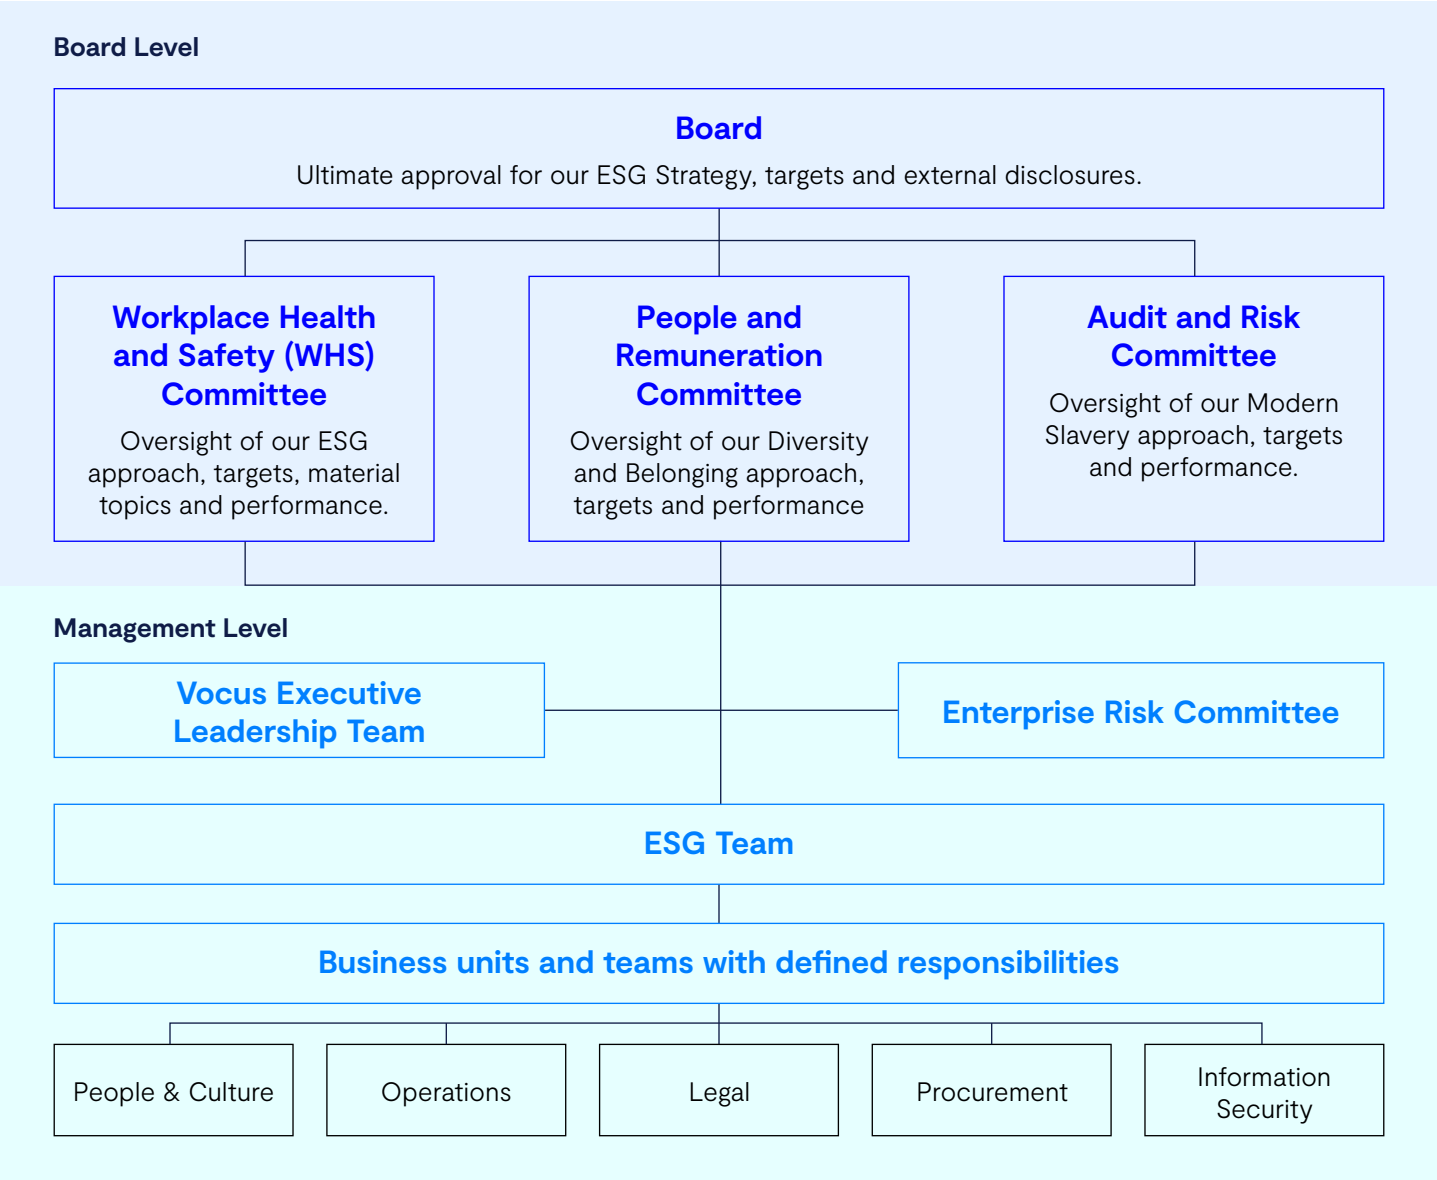 Board Level
Board
Ultimate approval for our ESG Strategy, targets and external disclosures.
Workplace Health
and Safety (WHS)
Committee
Oversight of our ESG
approach, targets, material
topics and performance.
People and
Remuneration
Committee
Oversight of our Diversity
and Belonging approach,
targets and performance
Audit and Risk
Committee
Oversight of our Modern
Slavery approach, targets
and performance.
Management Level
Vocus Executive
Leadership Team
Enterprise Risk Committee
ESG Team
Business units and teams with defined responsibilities
People & Culture
Operations
Legal
Procurement
Information
Security